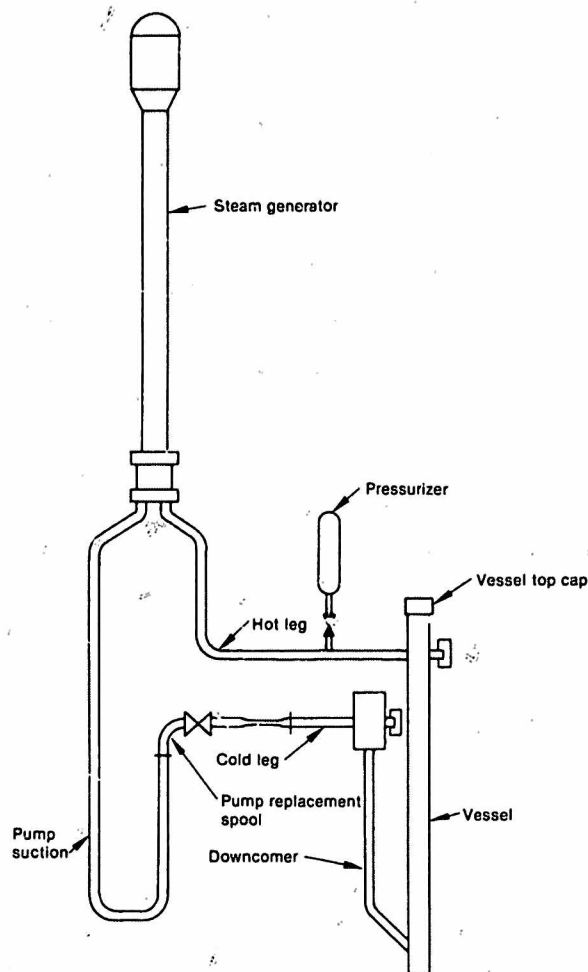 Steam generator
Pressurizer
Vessel top cap
Hot leg
Cold leg
Pump replacement
spool
Vessel
Pump
suction
Downcomer